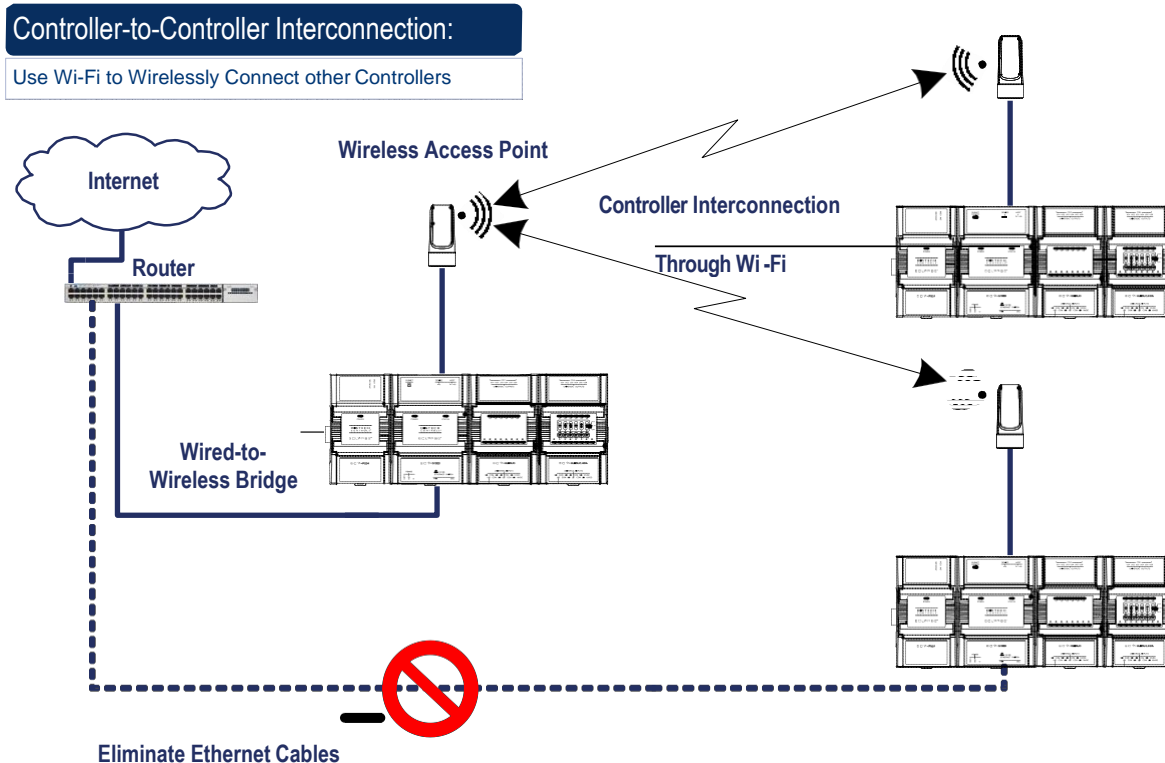 Controller-to-Controller Interconnection:
Use Wi-Fi to Wirelessly Connect other Controllers
Wireless Access Point
Internet
Controller Interconnection
Router
Through Wi -Fi
Wired-to-
Wireless Bridge
Eliminate Ethernet Cables